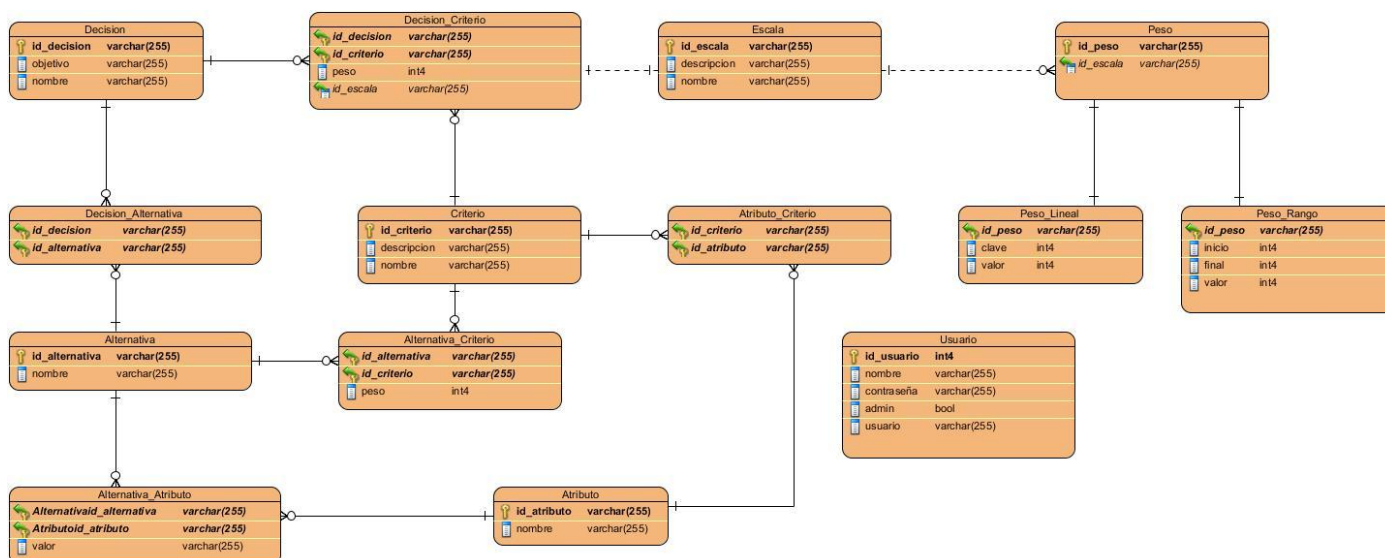 Decision
id_decision varchar(255)
objetivo varchar(255)
nombre varchar(255)
Decision_Criterio
id_decision varchar(255)
id_criterio varchar(255)
peso int4
id_escala varchar(255)
Escala
id_escala varchar(255)
descripcion varchar(255)
nombre varchar(255)
Peso
id_peso varchar(255)
id_escala varchar(255)
Decision_Alternativa
id_decision varchar(255)
id_alternativa varchar(255)
Criterio
id_criterio varchar(255)
descripcion varchar(255)
nombre varchar(255)
Atributo_Criterio
id_criterio varchar(255)
id_atributo varchar(255)
Peso_Lineal
id_peso varchar(255)
clave int4
valor int4
Peso_Rango
id_peso varchar(255)
inicio int4
final int4
valor int4
Alternativa
id_alternativa varchar(255)
nombre varchar(255)
Alternativa_Criterio
id_alternativa varchar(255)
id_criterio varchar(255)
peso int4
Usuario
id_usuario int4
nombre varchar(255)
contraseña varchar(255)
admin bool
usuario varchar(255)
Alternativa_Atributo
Alternativaid_alternativa varchar(255)
Atributoid_atributo varchar(255)
valor varchar(255)
Atributo
id_atributo varchar(255)
nombre varchar(255)